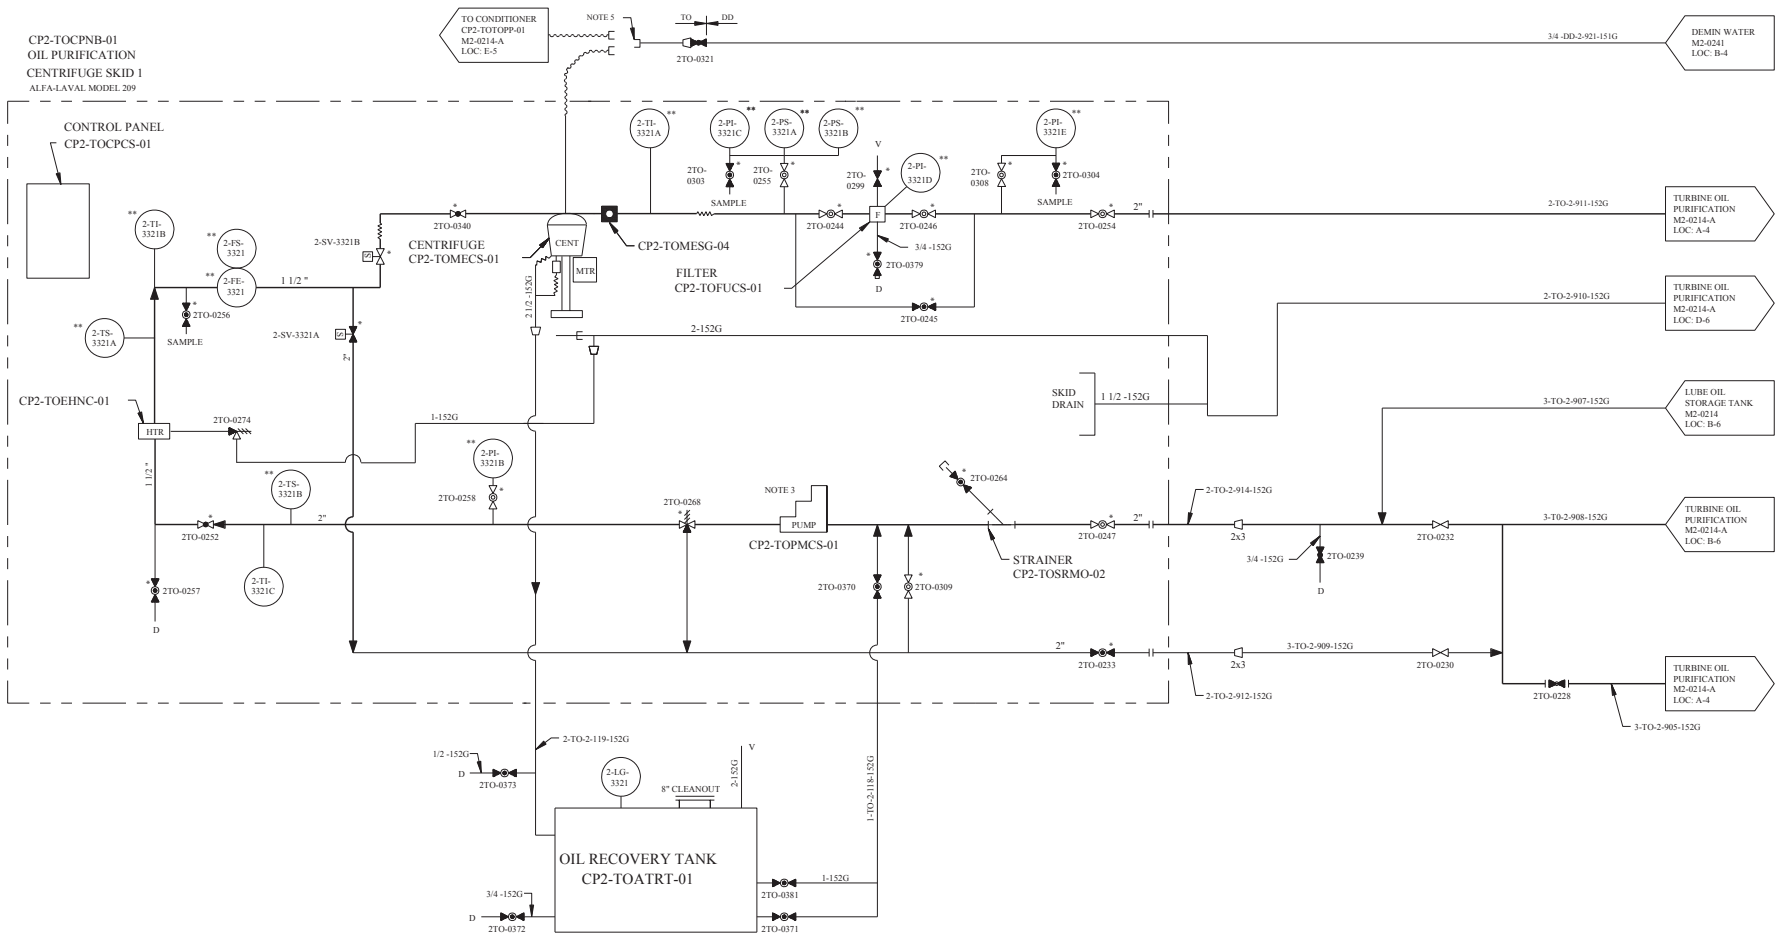 CP2-TOCPNB-01
OIL PURIFICATION
CENTRIFUGE SKID 1
ALFA-LAVAL MODEL 209
TO CONDITIONER
CP2-TOTOPP-01
M2-0214-A
LOC: E-5
NOTE 5
TO
DD
2TO-0321
3/4 -DD-2-921-151G
DEMIN WATER
M2-0241
LOC: B-4
CONTROL PANEL
CP2-TOCPCS-01
**
2-TI-
3321A
**
2-PI-
3321C
**
2-PS-
3321A
**
2-PS-
3321B
**
2-PI-
3321E
**
2TO-
0303
*
SAMPLE
2TO-
0255
*
V
2TO-
0299
*
2-PI-
3321D
**
2TO-
0308
*
*
2TO-0304
SAMPLE
**
2-TI-
3321B
**
2-FS-
3321
**
2-FE-
3321
1 1/2 "
2-SV-3321B
S
*
*
2TO-0340
CENTRIFUGE
CP2-TOMECS-01
CENT
MTR
CP2-TOMESG-04
*
2TO-0244
F
*
2TO-0246
*
2TO-0254
2"
2-TO-2-911-152G
TURBINE OIL
PURIFICATION
M2-0214-A
LOC: A-4
FILTER
CP2-TOFUCS-01
3/4 -152G
*
2TO-0379
D
*
2TO-0245
2-TO-2-910-152G
TURBINE OIL
PURIFICATION
M2-0214-A
LOC: D-6
*
2TO-0256
SAMPLE
**
2-TS-
3321A
2-SV-3321A
S
*
2"
2 1/2 -152G
2-152G
SKID
DRAIN
1 1/2 -152G
CP2-TOEHNC-01
HTR
2TO-0274
1-152G
3-TO-2-907-152G
LUBE OIL
STORAGE TANK
M2-0214
LOC: B-6
1 1/2 "
**
2-TS-
3321B
**
2-PI-
3321B
2TO-0258
*
2TO-0268
*
NOTE 3
PUMP
CP2-TOPMCS-01
*
2TO-0264
*
2TO-0252
2"
*
2TO-0247
2"
2-TO-2-914-152G
2x3
3/4 -152G
2TO-0239
D
2TO-0232
3-T0-2-908-152G
TURBINE OIL
PURIFICATION
M2-0214-A
B-6
STRAINER
CP2-TOSRMO-02
*
2TO-0257
D
2-TI-
3321C
2TO-0370
*
2TO-0309
2"
*
2TO-0233
2x3
2-TO-2-912-152G
3-TO-2-909-152G
2TO-0230
2TO-0228
3-TO-2-905-152G
TURBINE OIL
PURIFICATION
M2-0214-A
LOC: A-4
2-TO-2-119-152G
1/2 -152G
D
2TO-0373
2-LG-
3321
8" CLEANOUT
2-152G
V
1-TO-2-118-152G
OIL RECOVERY TANK
CP2-TOATRT-01
1-152G
2TO-0381
2TO-0371
3/4 -152G
D
2TO-0372